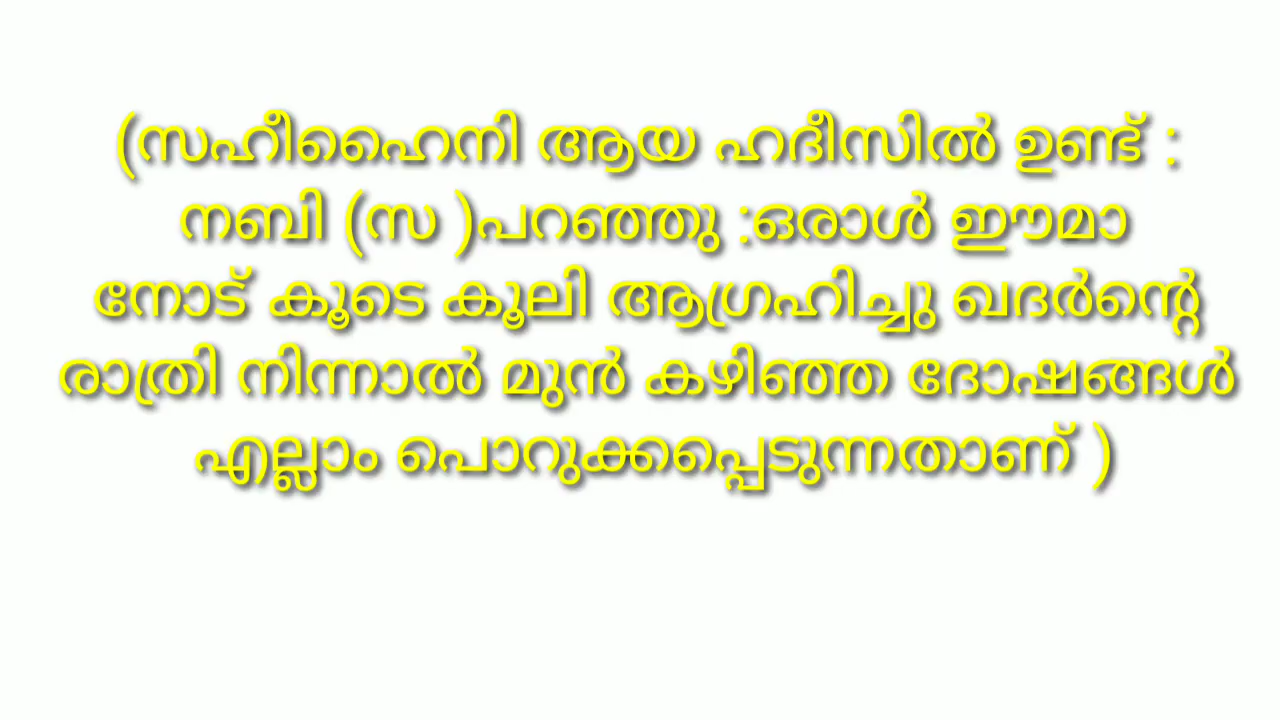 (സഹീഹൈനി ആയ ഹദീസിൽ ഉണ്ട് :
നബി (സ )പറഞ്ഞു :ഒരാൾ ഈമാ
നോട് കൂടെ കൂലി ആഗ്രഹിച്ചു ഖദർന്റെ
രാത്രി നിന്നാൽ മുൻ കഴിഞ്ഞ ദോഷങ്ങൾ
എല്ലാം പൊറുക്കപ്പെടുന്നതാണ് )